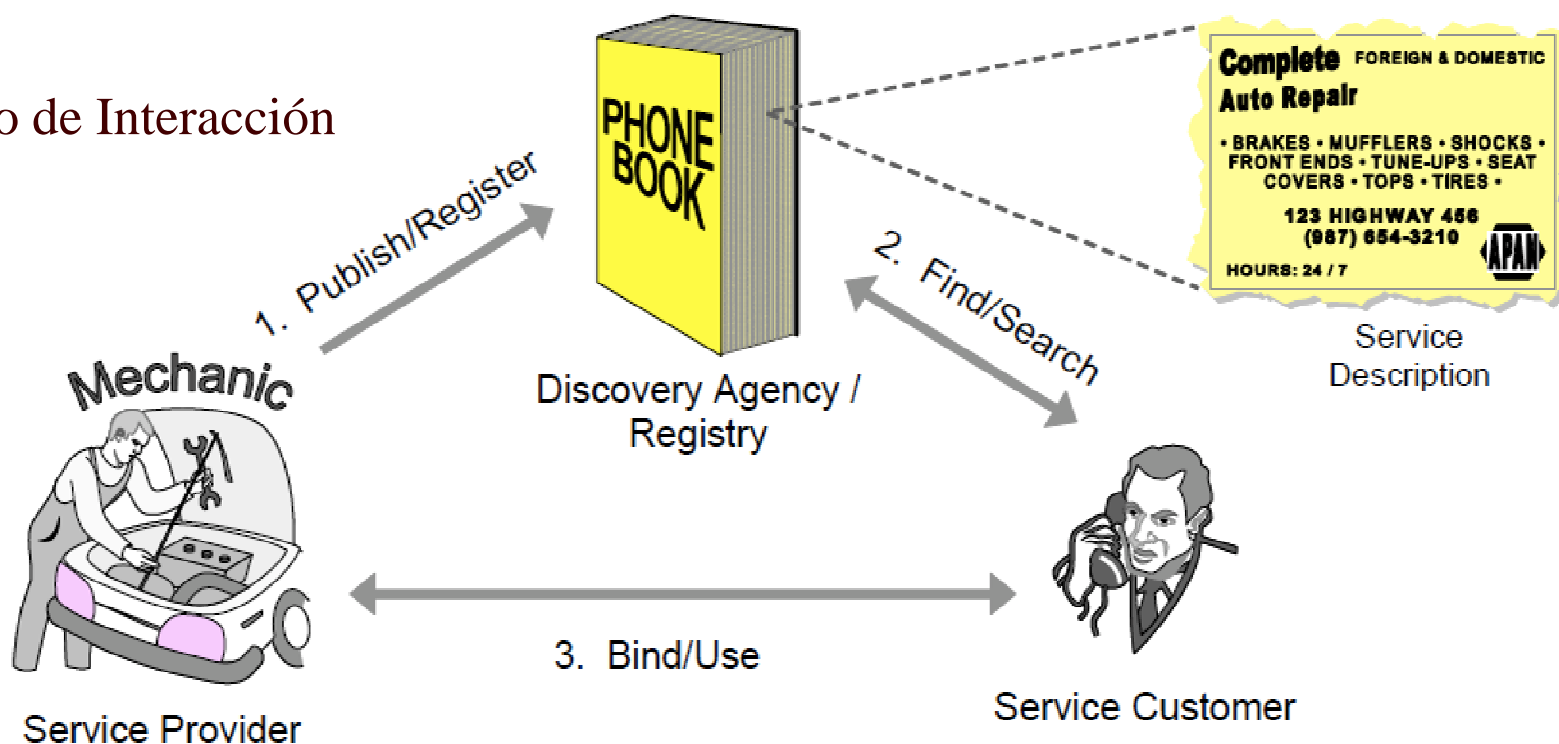 o de Interacción
PHONE
BOOK
Complete FOREIGN & DOMESTIC
Auto Repair
• BRAKES • MUFFLERS • SHOCKS •
FRONT ENDS • TUNE-UPS • SEAT
COVERS • TOPS • TIRES •
123 HIGHWAY 456
(987) 654-3210
APAN
HOURS: 24 / 7
Service
Description
1. Publish/Register
2. Find/Search
Discovery Agency /
Registry
Mechanic
3. Bind/Use
Service Provider
Service Customer